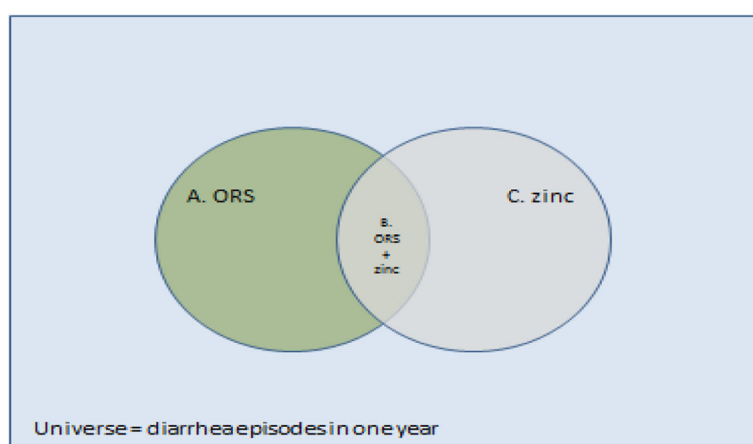 A. ORS
C. zinc
B.
ORS
+
zinc
Universe = diarrhea episodes in one year